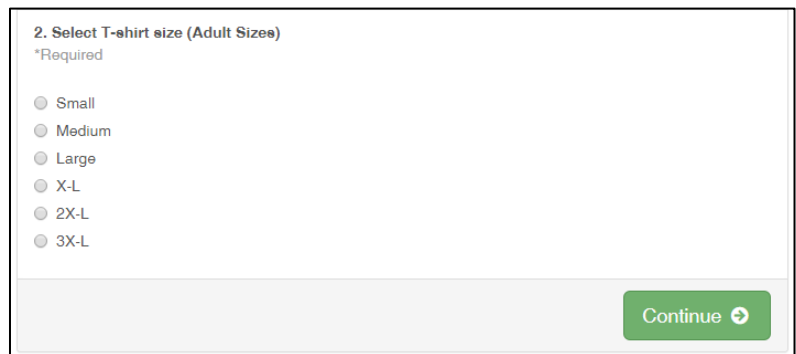 2. Select T-shirt size (Adult Sizes)
*Required
Small
Medium
Large
X-L
2X-L
3X-L
Continue